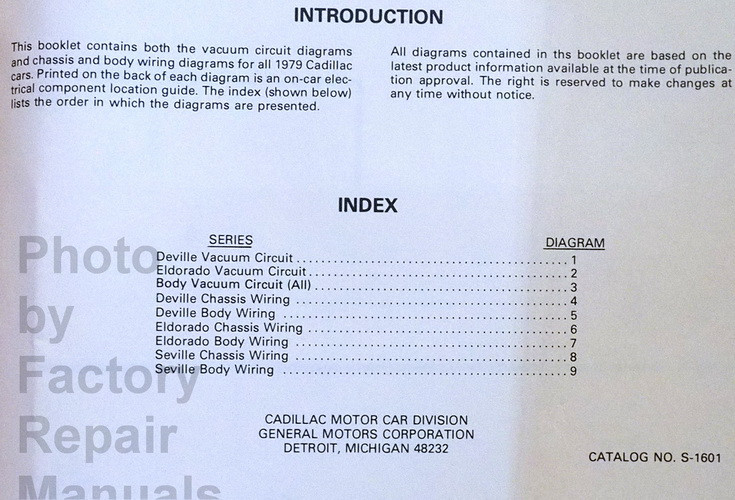 INTRODUCTION
This booklet contains both the vacuum circuit diagrams
and chassis and body wiring diagrams for all 1979 Cadillac
cars. Printed on the back of each diagram is an on-car elec-
trical component location guide. The index (shown below)
lists the order in which the diagrams are presented.
All diagrams contained in ths booklet are based on the
latest product information available at the time of publica-
tion approval. The right is reserved to make changes at
any time without notice.
INDEX
SERIES DIAGRAM
Deville Vacuum Circuit ........................................ 1
Eldorado Vacuum Circuit ...................................... 2
Body Vacuum Circuit (All) ..................................... 3
Deville Chassis Wiring ........................................ 4
Deville Body Wiring .......................................... 5
Eldorado Chassis Wiring ...................................... 6
Eldorado Body Wiring ........................................ 7
Seville Chassis Wiring ........................................ 8
Seville Body Wiring .......................................... 9
CADILLAC MOTOR CAR DIVISION
GENERAL MOTORS CORPORATION
DETROIT, MICHIGAN 48232
CATALOG NO. S-1601
Photo
by
Factory
Repair
Manuals